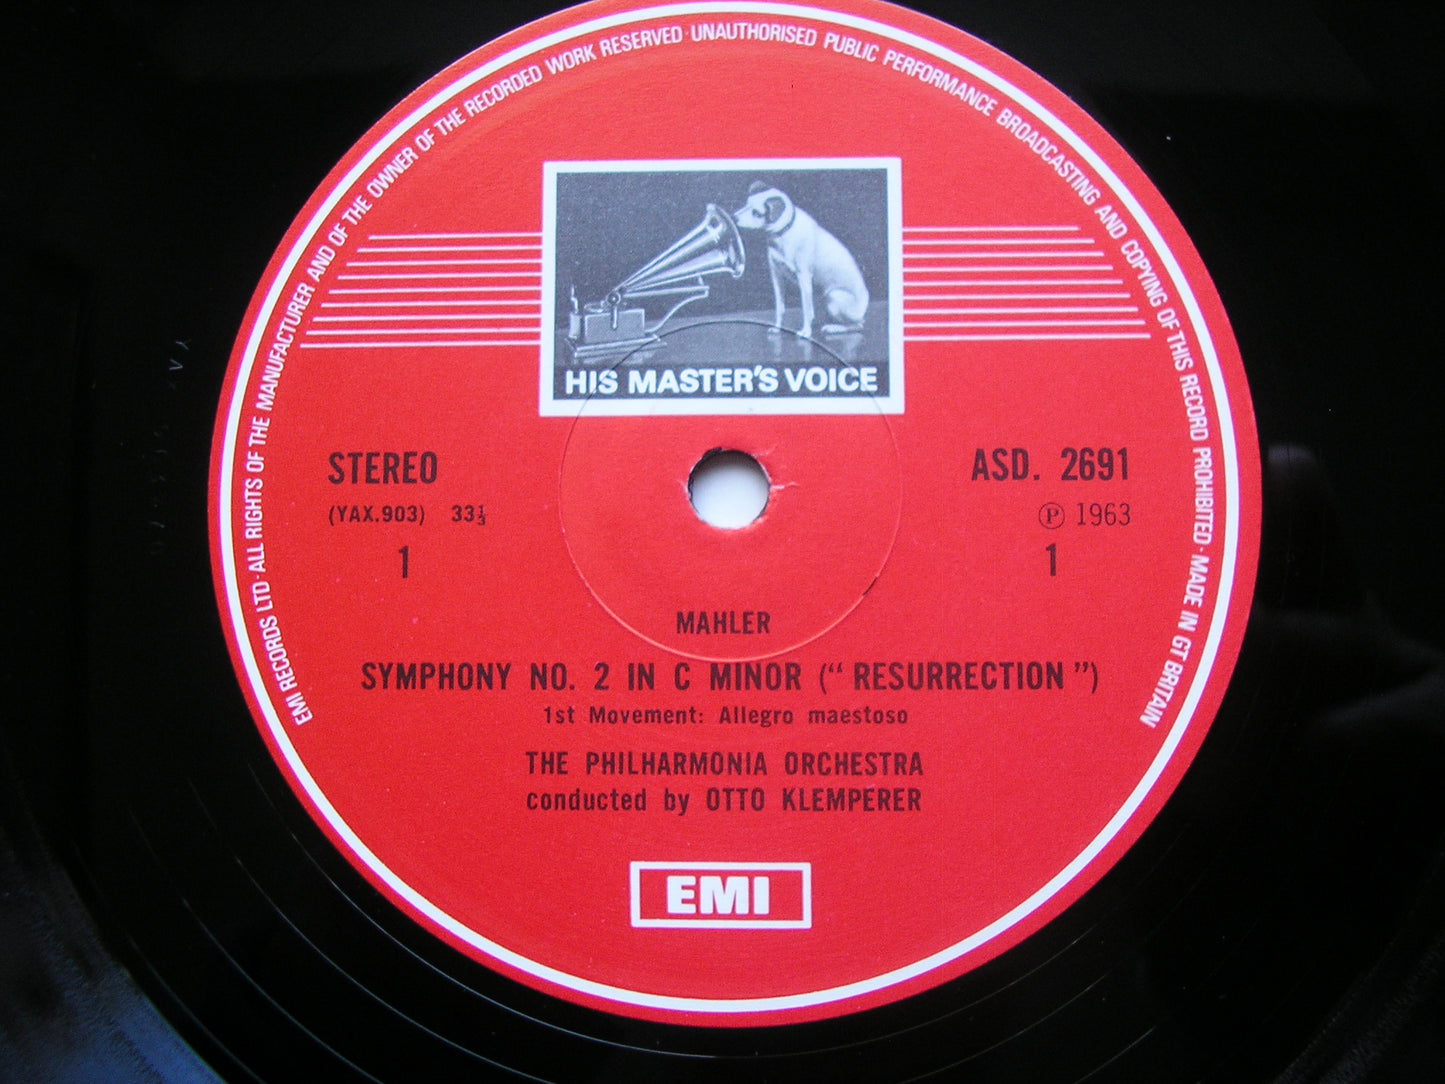 EMI RECORDS LTD · ALL RIGHTS OF THE MANUFACTURER AND OF THE OWNER OF THE RECORDED WORK RESERVED · UNAUTHORISED PUBLIC PERFORMANCE BROADCASTING AND COPYING OF THIS RECORD PROHIBITED · MADE IN GT BRITAIN
HIS MASTER'S VOICE
STEREO ASD. 2691
(YAX.903) 33⅓ ℗ 1963
1 1
MAHLER
SYMPHONY NO. 2 IN C MINOR (“ RESURRECTION ”)
1st Movement: Allegro maestoso
THE PHILHARMONIA ORCHESTRA
conducted by OTTO KLEMPERER
EMI